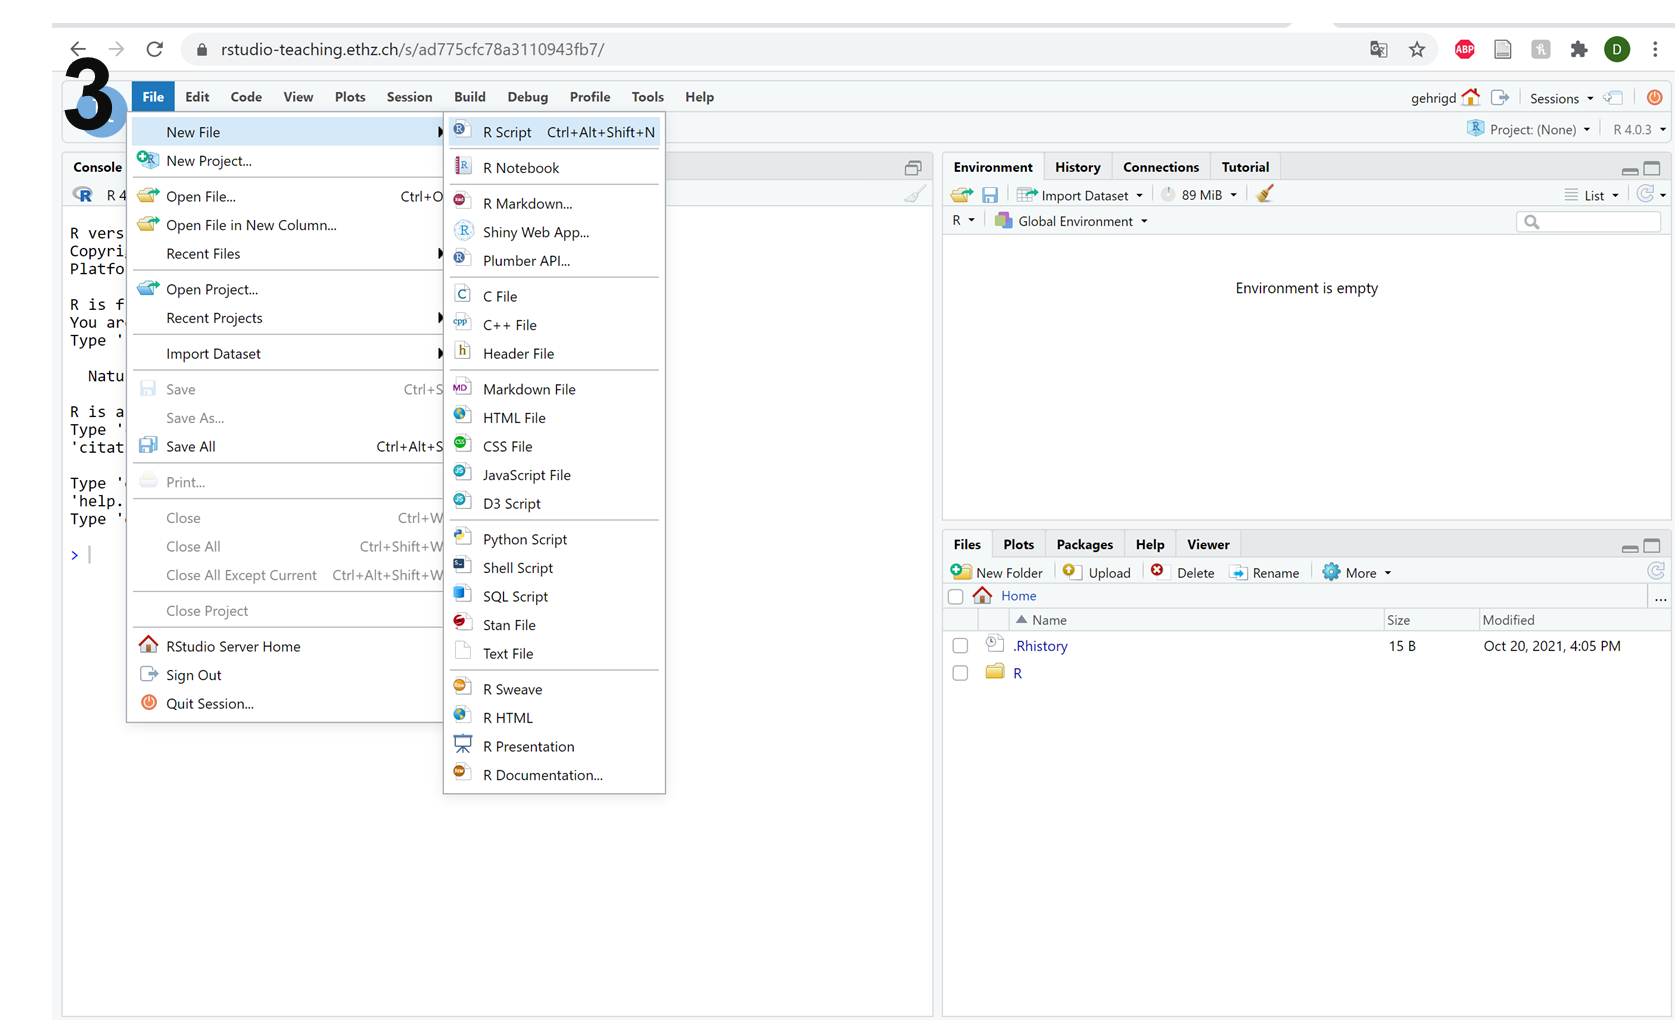 rstudio-teaching.ethz.ch/s/ad775cfc78a3110943fb7/
ABP
D
3
File Edit Code View Plots Session Build Debug Profile Tools Help
gehrigd Sessions
Project: (None) R 4.0.3
New File
New Project...
Open File... Ctrl+O
Open File in New Column...
Recent Files
Open Project...
Recent Projects
Import Dataset
Save Ctrl+S
Save As...
Save All Ctrl+Alt+S
Print...
Close Ctrl+W
Close All Ctrl+Shift+W
Close All Except Current Ctrl+Alt+Shift+W
Close Project
RStudio Server Home
Sign Out
Quit Session...
R Script Ctrl+Alt+Shift+N
R Notebook
R Markdown...
Shiny Web App...
Plumber API...
C File
C++ File
Header File
Markdown File
HTML File
CSS File
JavaScript File
D3 Script
Python Script
Shell Script
SQL Script
Stan File
Text File
R Sweave
R HTML
R Presentation
R Documentation...
Console
R 4
R vers
Copyri
Platfo
R is f
You ar
Type '
Natu
R is a
Type '
'citat
Type '
'help.
Type '
>
Environment History Connections Tutorial
Import Dataset 89 MiB List
R Global Environment
Environment is empty
Files Plots Packages Help Viewer
New Folder Upload Delete Rename More
Home ...
Name Size Modified
.Rhistory 15 B Oct 20, 2021, 4:05 PM
R